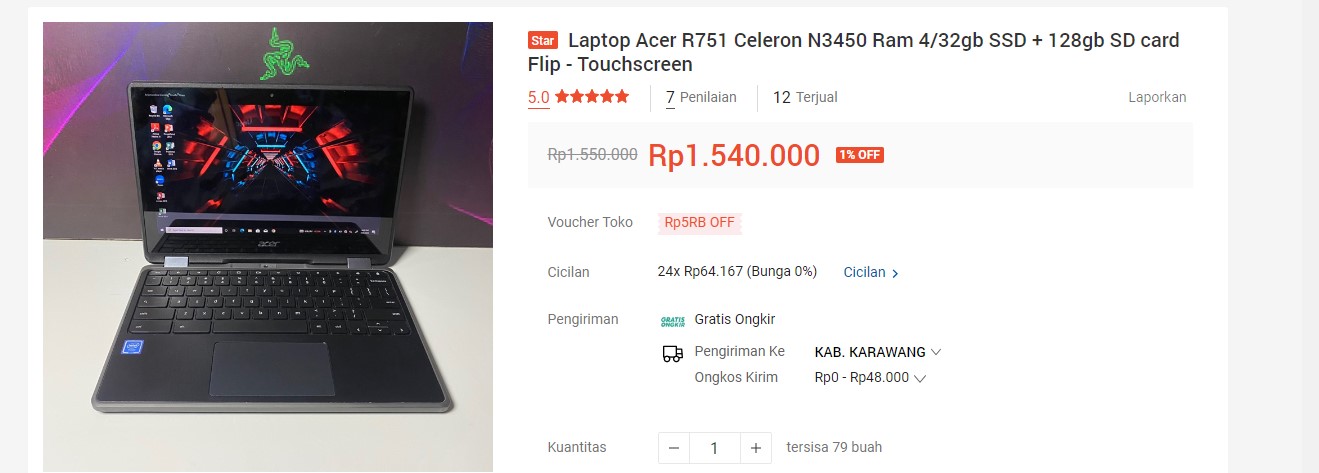 Star Laptop Acer R751 Celeron N3450 Ram 4/32gb SSD + 128gb SD card
Flip - Touchscreen
5.0 7 Penilaian 12 Terjual Laporkan
Rp1.550.000 Rp1.540.000 1% OFF
Voucher Toko Rp5RB OFF
Cicilan 24x Rp64.167 (Bunga 0%) Cicilan >
Pengiriman GRATIS ONGKIR Gratis Ongkir
Pengiriman Ke KAB. KARAWANG
Ongkos Kirim Rp0 - Rp48.000
Kuantitas − 1 + tersisa 79 buah
acer